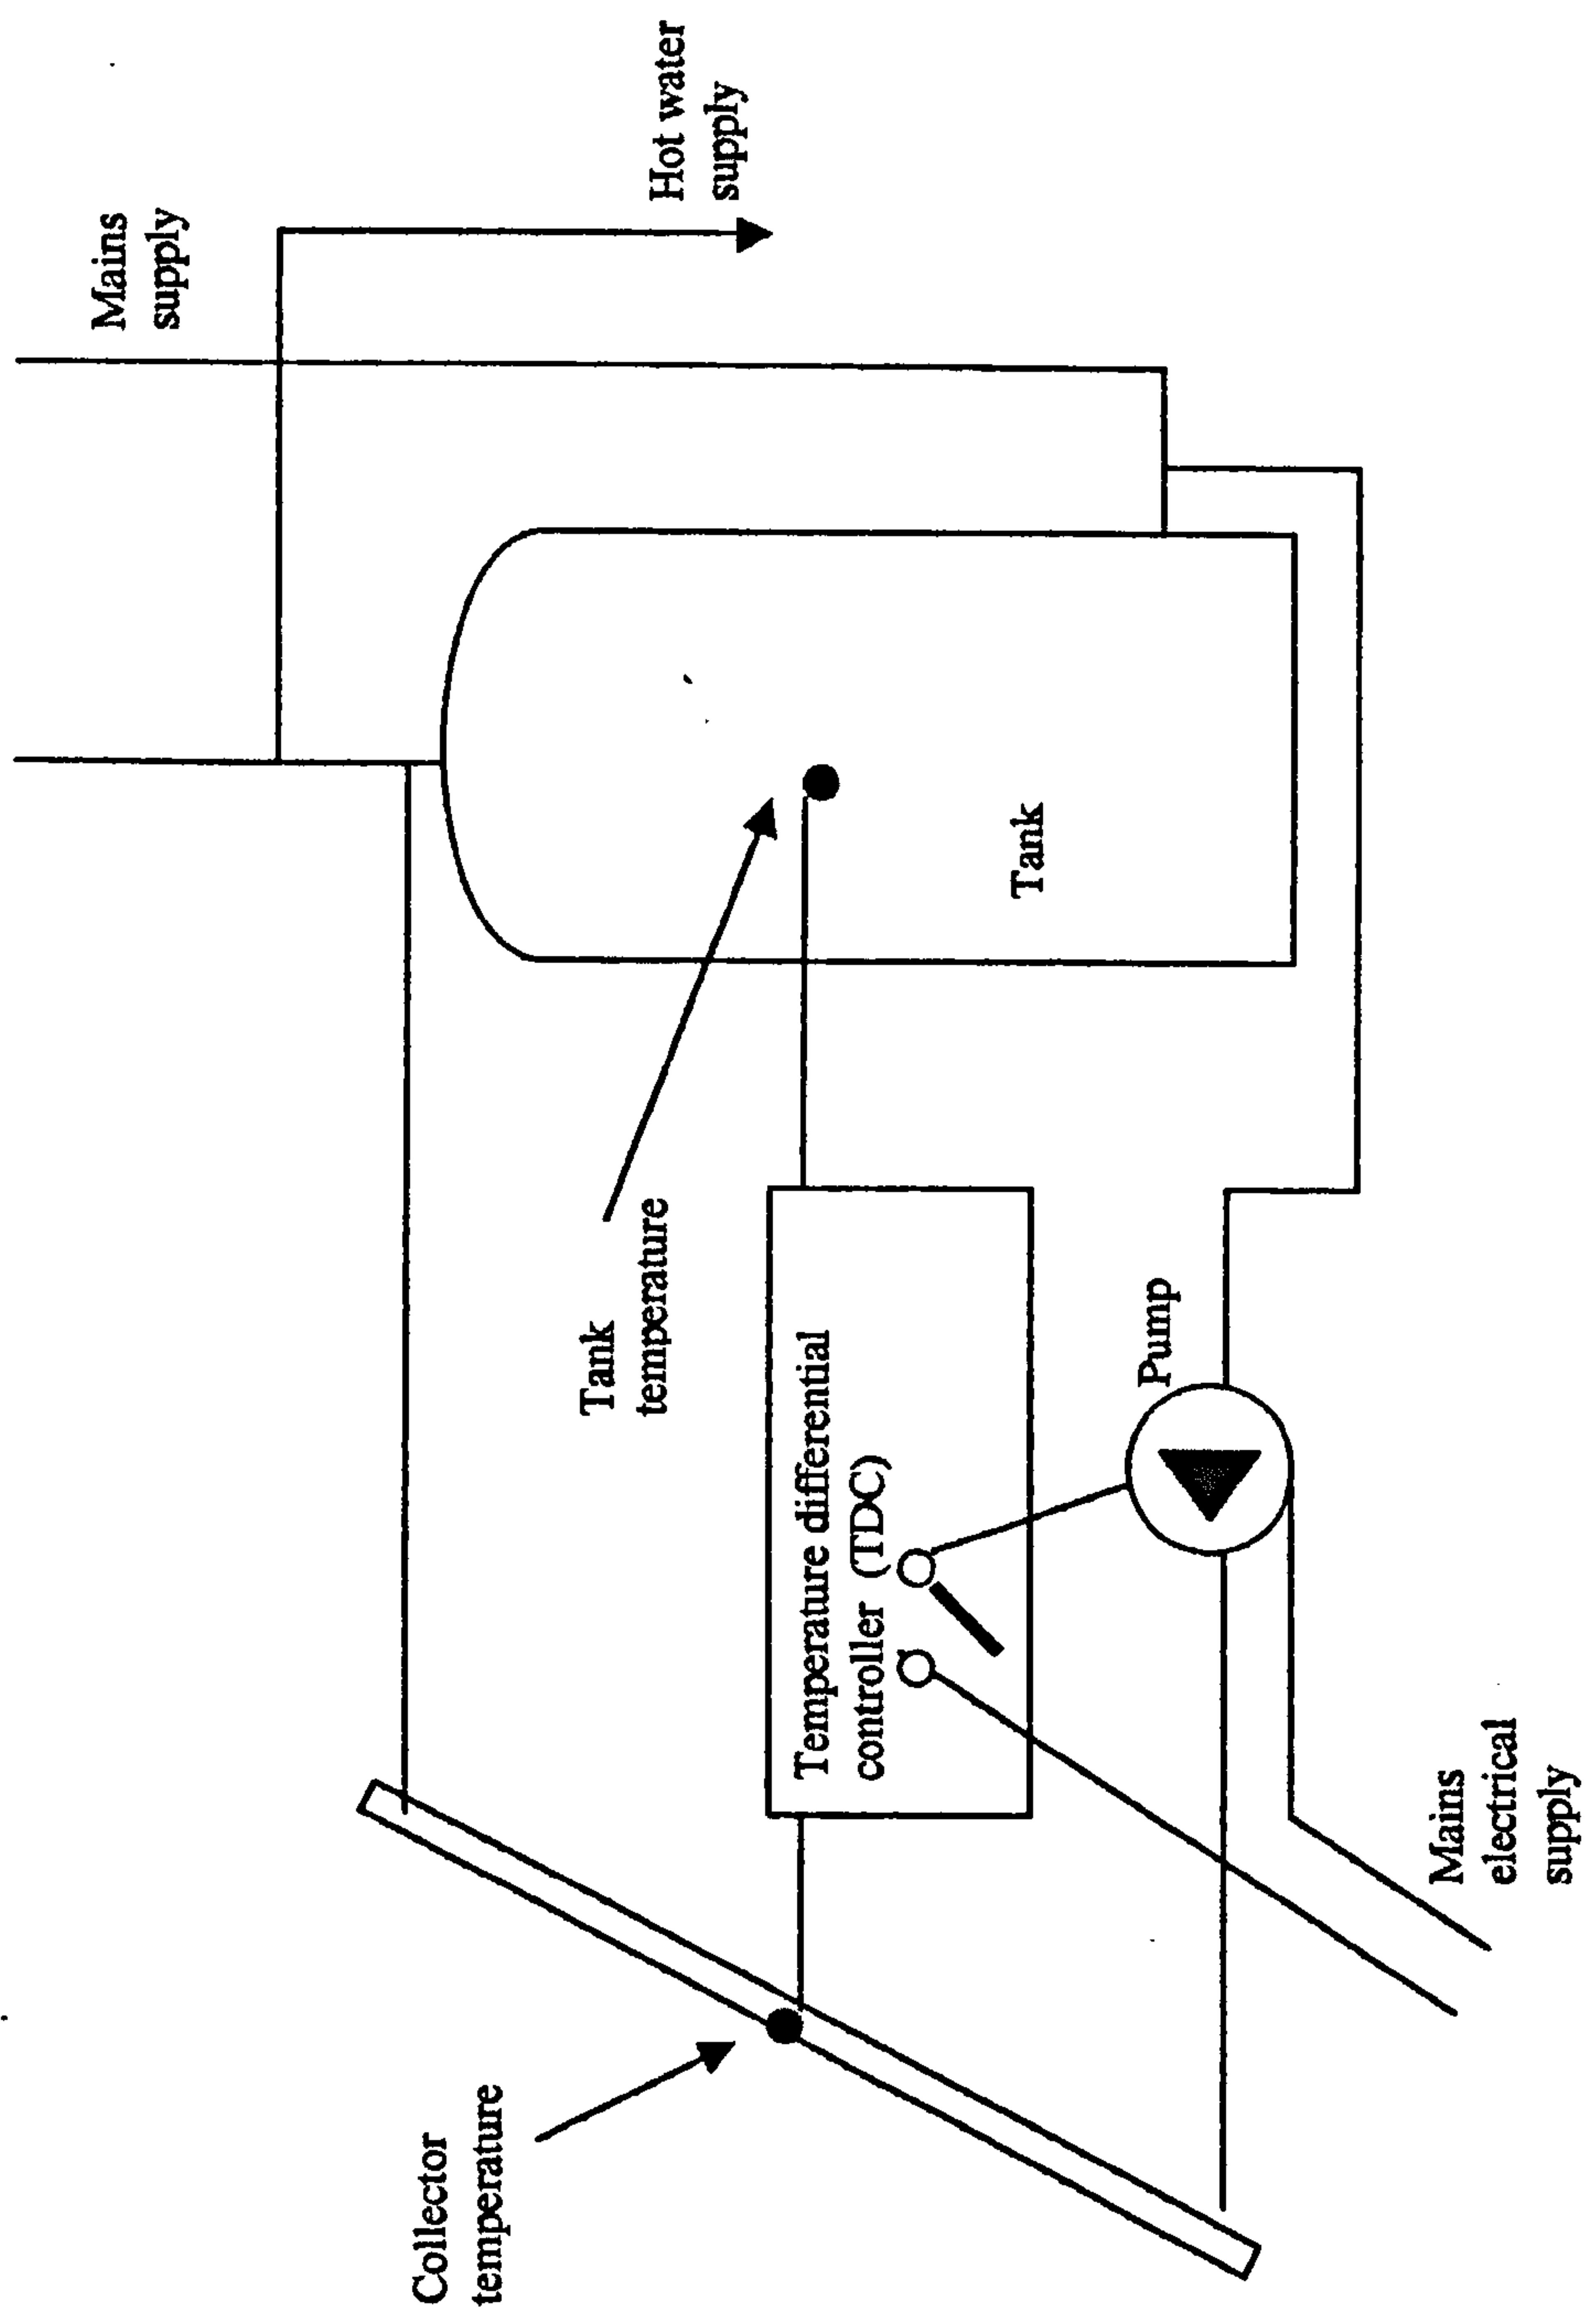 Mains
supply
Hot water
supply
Collector
temperature
Tank
temperature
Temperature differential
controller (TDC)
Tank
Pump
Mains
electrical
supply